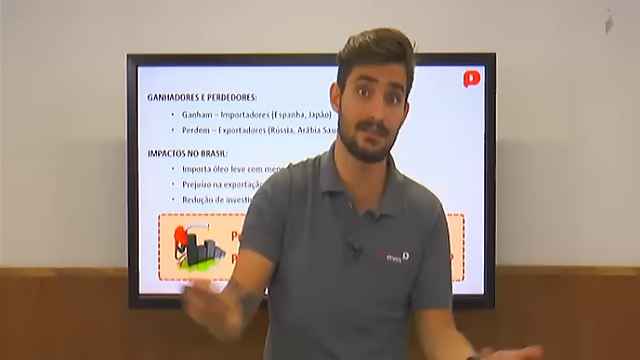 GANHADORES E PERDEDORES:
• Ganham – Importadores (Espanha, Japão)
• Perdem – Exportadores (Rússia, Arábia Sau
IMPACTOS NO BRASIL:
• Importa óleo leve com men
• Prejuízo na exportaçã
• Redução de investi